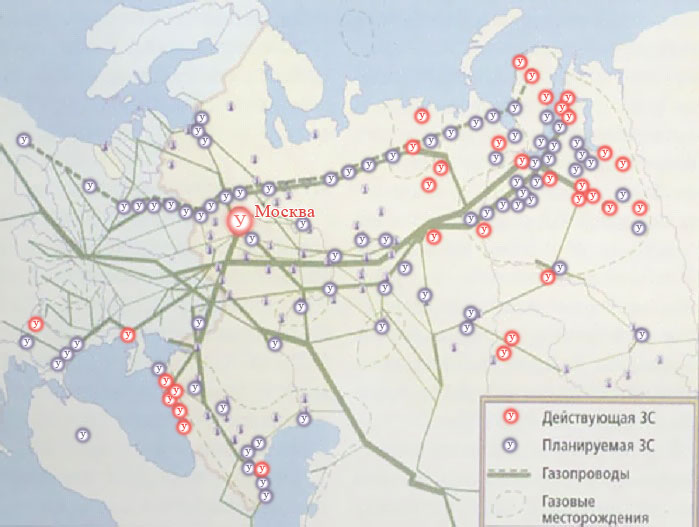 Москва
Действующая ЗС
Планируемая ЗС
Газопроводы
Газовые
месторождения